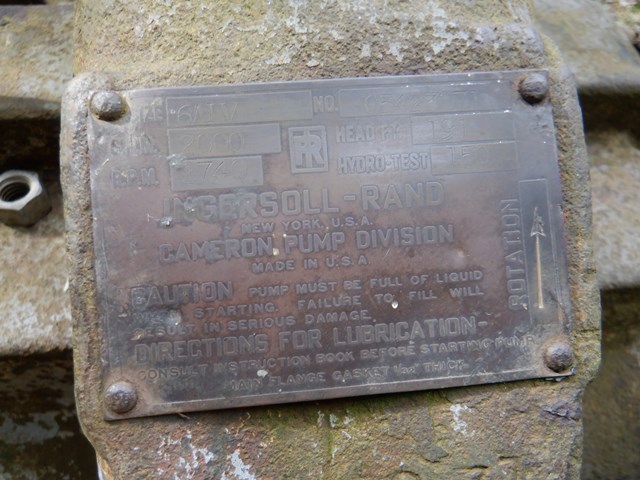 NO.
HEAD FT.
R.P.M.
IR
HYDRO-TEST
INGERSOLL-RAND
NEW YORK, U.S.A.
CAMERON PUMP DIVISION
MADE IN U.S.A
CAUTION PUMP MUST BE FULL OF LIQUID
STARTING. FAILURE TO FILL WILL
RESULT IN SERIOUS DAMAGE.
DIRECTIONS FOR LUBRICATION-
CONSULT INSTRUCTION BOOK BEFORE STARTING PUMP
MAIN FLANGE GASKET THICK
ROTATION